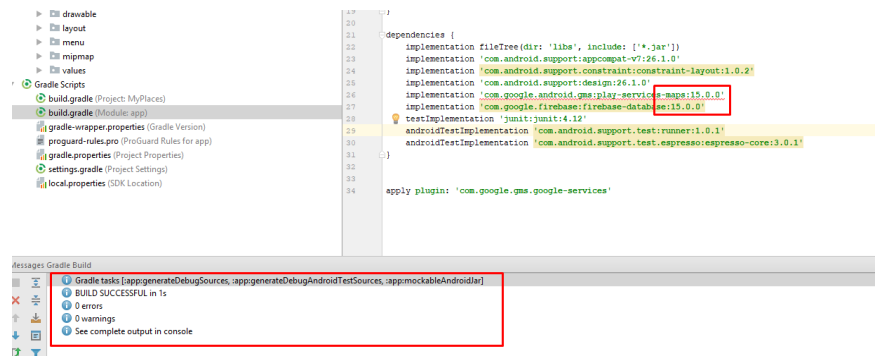 drawable
layout
menu
mipmap
values
Gradle Scripts
build.gradle (Project: MyPlaces)
build.gradle (Module: app)
gradle-wrapper.properties (Gradle Version)
proguard-rules.pro (ProGuard Rules for app)
gradle.properties (Project Properties)
settings.gradle (Project Settings)
local.properties (SDK Location)
19 }
20
21 dependencies {
22 implementation fileTree(dir: 'libs', include: ['*.jar'])
23 implementation 'com.android.support:appcompat-v7:26.1.0'
24 implementation 'com.android.support.constraint:constraint-layout:1.0.2'
25 implementation 'com.android.support:design:26.1.0'
26 implementation 'com.google.android.gms:play-services-maps:15.0.0'
27 implementation 'com.google.firebase:firebase-database:15.0.0'
28 testImplementation 'junit:junit:4.12'
29 androidTestImplementation 'com.android.support.test:runner:1.0.1'
30 androidTestImplementation 'com.android.support.test.espresso:espresso-core:3.0.1'
31 }
32
33
34 apply plugin: 'com.google.gms.google-services'
Messages Gradle Build
Gradle tasks [:app:generateDebugSources, :app:generateDebugAndroidTestSources, :app:mockableAndroidJar]
BUILD SUCCESSFUL in 1s
0 errors
0 warnings
See complete output in console